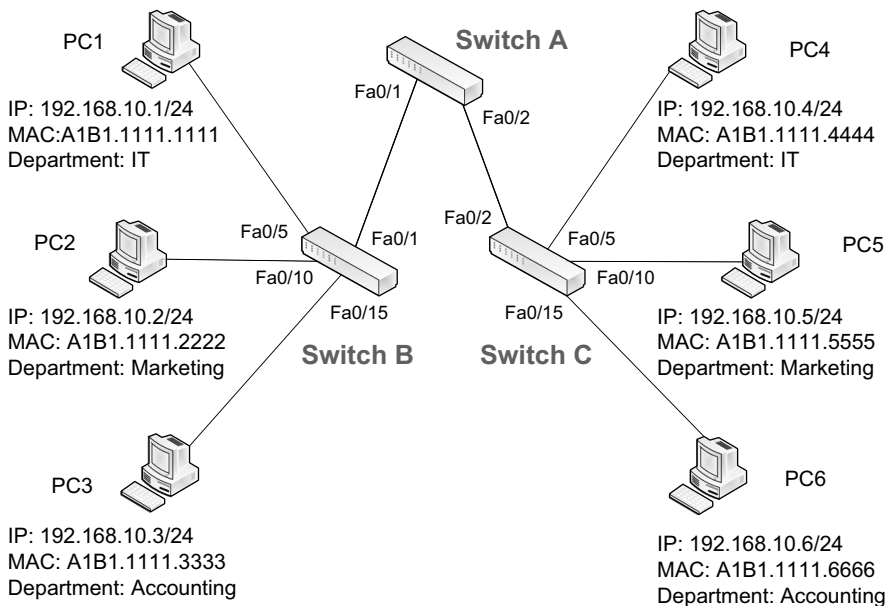 PC1
Switch A
PC4
Fa0/1
Fa0/2
IP: 192.168.10.1/24
MAC:A1B1.1111.1111
Department: IT
IP: 192.168.10.4/24
MAC: A1B1.1111.4444
Department: IT
PC2
Fa0/5
Fa0/1
Fa0/10
Fa0/15
Switch B
Fa0/2
Fa0/5
Fa0/10
Fa0/15
Switch C
PC5
IP: 192.168.10.2/24
MAC: A1B1.1111.2222
Department: Marketing
IP: 192.168.10.5/24
MAC: A1B1.1111.5555
Department: Marketing
PC3
PC6
IP: 192.168.10.3/24
MAC: A1B1.1111.3333
Department: Accounting
IP: 192.168.10.6/24
MAC: A1B1.1111.6666
Department: Accounting